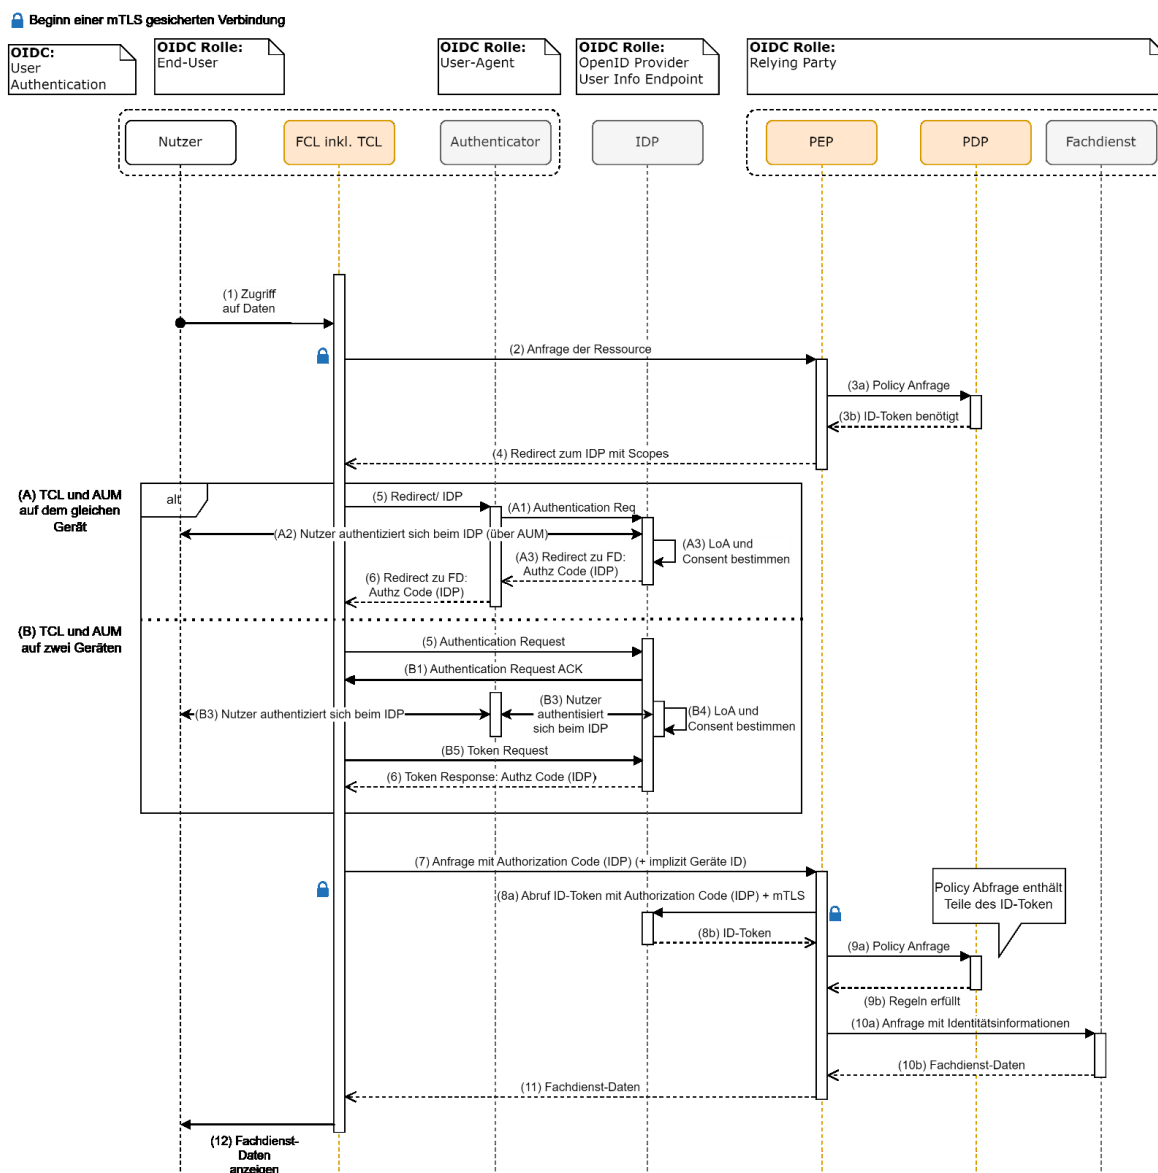 Beginn einer mTLS gesicherten Verbindung
OIDC:
User
Authentication
OIDC Rolle:
End-User
OIDC Rolle:
User-Agent
OIDC Rolle:
OpenID Provider
User Info Endpoint
OIDC Rolle:
Relying Party
Nutzer
FCL inkl. TCL
Authenticator
IDP
PEP
PDP
Fachdienst
(1) Zugriff
auf Daten
(2) Anfrage der Ressource
(3a) Policy Anfrage
(3b) ID-Token benötigt
(4) Redirect zum IDP mit Scopes
(A) TCL und AUM
auf dem gleichen
Gerät
alt
(5) Redirect/ IDP
(A1) Authentication Req
(A2) Nutzer authentiziert sich beim IDP (über AUM)
(A3) LoA und
Consent bestimmen
(A3) Redirect zu FD:
Authz Code (IDP)
(6) Redirect zu FD:
Authz Code (IDP)
(B) TCL und AUM
auf zwei Geräten
(5) Authentication Request
(B1) Authentication Request ACK
(B3) Nutzer authentiziert sich beim IDP
(B3) Nutzer
authentisiert
sich beim IDP
(B4) LoA und
Consent bestimmen
(B5) Token Request
(6) Token Response: Authz Code (IDP)
(7) Anfrage mit Authorization Code (IDP) (+ implizit Geräte ID)
(8a) Abruf ID-Token mit Authorization Code (IDP) + mTLS
(8b) ID-Token
Policy Abfrage enthält
Teile des ID-Token
(9a) Policy Anfrage
(9b) Regeln erfüllt
(10a) Anfrage mit Identitätsinformationen
(10b) Fachdienst-Daten
(11) Fachdienst-Daten
(12) Fachdienst-
Daten
anzeigen